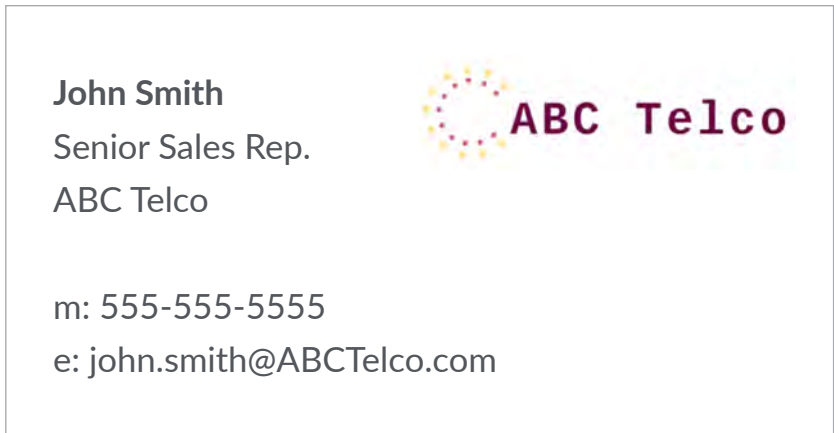 John Smith
Senior Sales Rep.
ABC Telco
ABC Telco
m: 555-555-5555
e: john.smith@ABCTelco.com